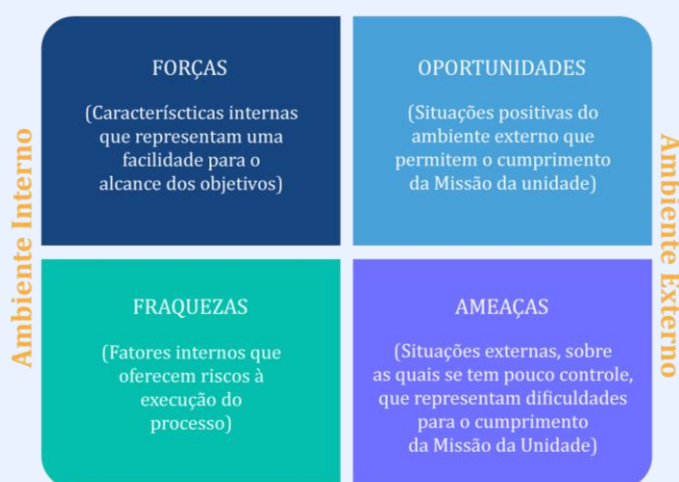 Ambiente Interno
FORÇAS
(Caracteríscticas internas
que representam uma
facilidade para o
alcance dos objetivos)
OPORTUNIDADES
(Situações positivas do
ambiente externo que
permitem o cumprimento
da Missão da unidade)
FRAQUEZAS
(Fatores internos que
oferecem riscos à
execução do
processo)
AMEAÇAS
(Situações externas, sobre
as quais se tem pouco controle,
que representam dificuldades
para o cumprimento
da Missão da Unidade)
Ambiente Externo